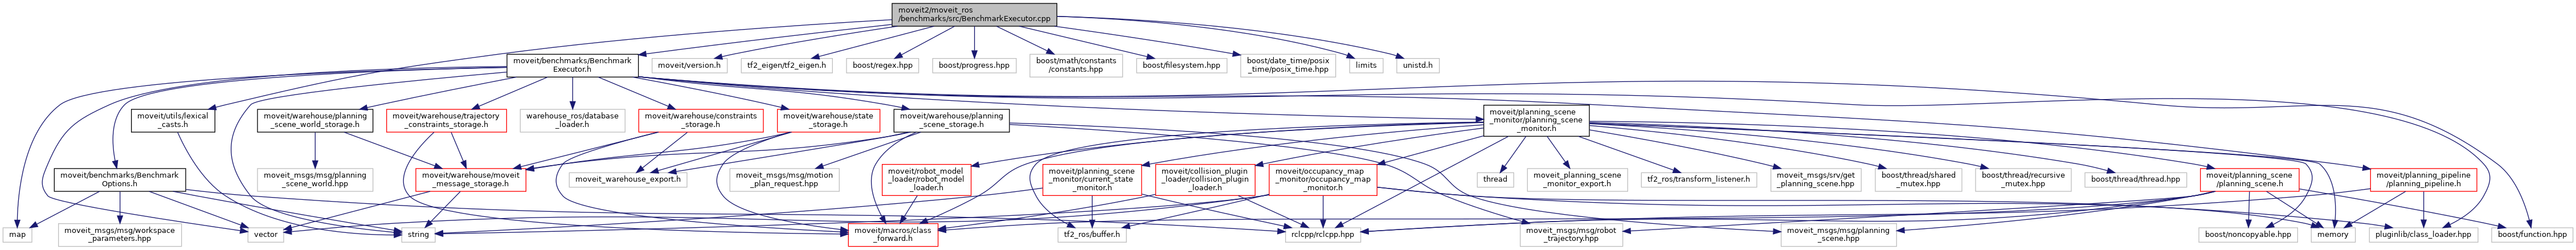 moveit2/moveit_ros
/benchmarks/src/BenchmarkExecutor.cpp
moveit/benchmarks/Benchmark
Executor.h
moveit/version.h
tf2_eigen/tf2_eigen.h
boost/regex.hpp
boost/progress.hpp
boost/math/constants
/constants.hpp
boost/filesystem.hpp
boost/date_time/posix
_time/posix_time.hpp
limits
unistd.h
moveit/utils/lexical
_casts.h
moveit/warehouse/planning
_scene_world_storage.h
moveit/warehouse/trajectory
_constraints_storage.h
warehouse_ros/database
_loader.h
moveit/warehouse/constraints
_storage.h
moveit/warehouse/state
_storage.h
moveit/warehouse/planning
_scene_storage.h
moveit/planning_scene
_monitor/planning_scene
_monitor.h
moveit/benchmarks/Benchmark
Options.h
moveit_msgs/msg/planning
_scene_world.hpp
moveit/warehouse/moveit
_message_storage.h
moveit_warehouse_export.h
moveit_msgs/msg/motion
_plan_request.hpp
moveit/robot_model
_loader/robot_model
_loader.h
moveit/planning_scene
_monitor/current_state
_monitor.h
moveit/collision_plugin
_loader/collision_plugin
_loader.h
moveit/occupancy_map
_monitor/occupancy_map
_monitor.h
thread
moveit_planning_scene
_monitor_export.h
tf2_ros/transform_listener.h
moveit_msgs/srv/get
_planning_scene.hpp
boost/thread/shared
_mutex.hpp
boost/thread/recursive
_mutex.hpp
boost/thread/thread.hpp
moveit/planning_scene
/planning_scene.h
moveit/planning_pipeline
/planning_pipeline.h
map
moveit_msgs/msg/workspace
_parameters.hpp
vector
string
moveit/macros/class
_forward.h
tf2_ros/buffer.h
rclcpp/rclcpp.hpp
moveit_msgs/msg/robot
_trajectory.hpp
moveit_msgs/msg/planning
_scene.hpp
boost/noncopyable.hpp
memory
pluginlib/class_loader.hpp
boost/function.hpp